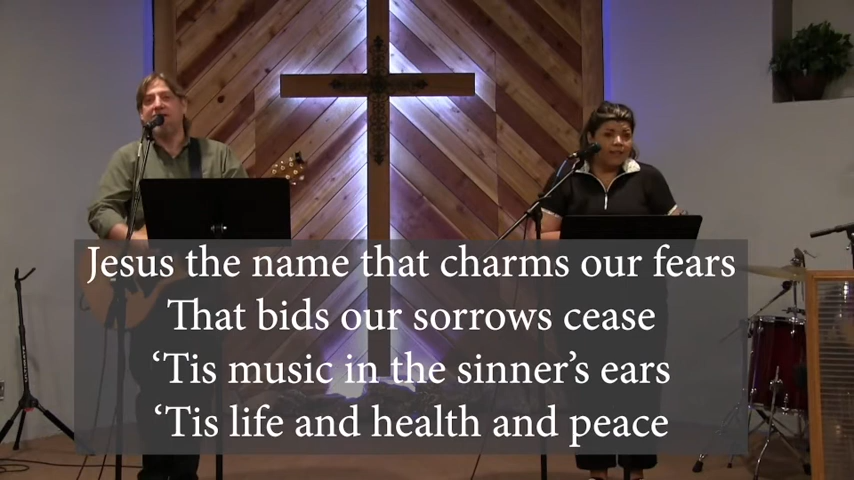 Jesus the name that charms our fears
That bids our sorrows cease
‘Tis music in the sinner’s ears
‘Tis life and health and peace